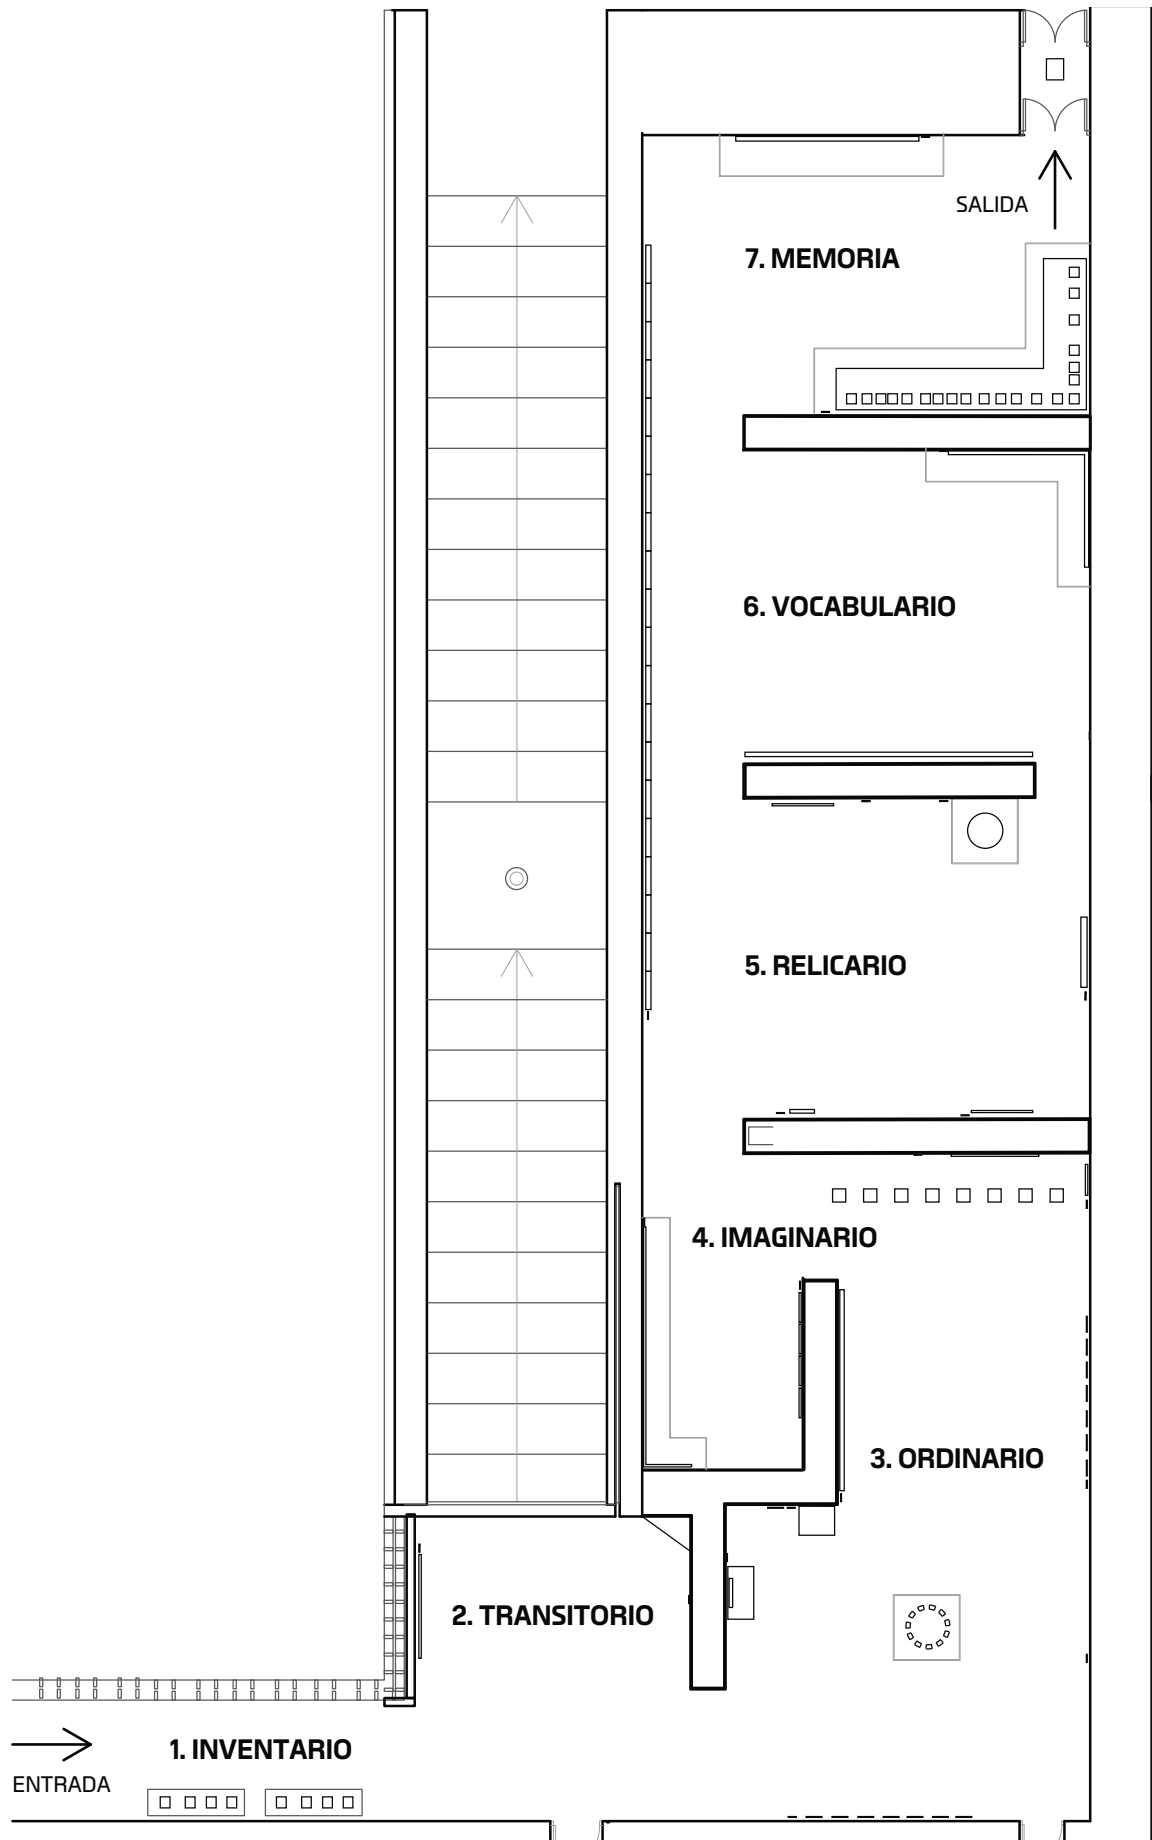 SALIDA
7. MEMORIA
6. VOCABULARIO
5. RELICARIO
4. IMAGINARIO
3. ORDINARIO
2. TRANSITORIO
1. INVENTARIO
ENTRADA